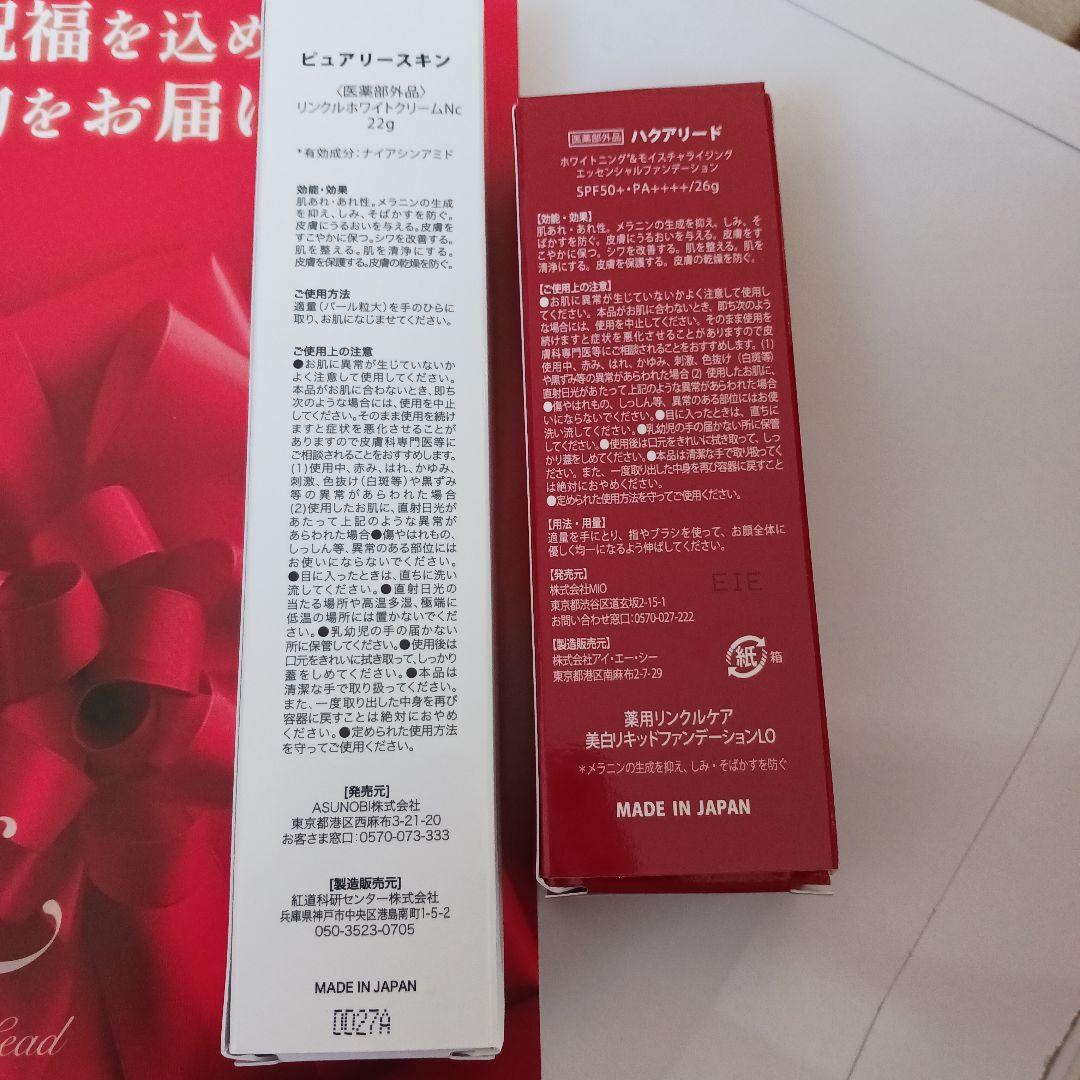 祝福を込め
をお届け
ead
ピュアリースキン
〈医薬部外品〉
リンクルホワイトクリームNc
22g
*有効成分：ナイアシンアミド
効能・効果
肌あれ・あれ性。メラニンの生成
を抑え、しみ、そばかすを防ぐ。
皮膚にうるおいを与える。皮膚を
すこやかに保つ。シワを改善する。
肌を整える。肌を清浄にする。
皮膚を保護する。皮膚の乾燥を防ぐ。
ご使用方法
適量（パール粒大）を手のひらに
取り、お肌になじませてください。
ご使用上の注意
●お肌に異常が生じていないか
よく注意して使用してください。
本品がお肌に合わないとき、即ち
次のような場合には、使用を中止
してください。そのまま使用を続け
ますと症状を悪化させることが
ありますので皮膚科専門医等に
ご相談されることをおすすめします。
(1)使用中、赤み、はれ、かゆみ、
刺激、色抜け（白斑等）や黒ずみ
等の異常があらわれた場合
(2)使用したお肌に、直射日光が
あたって上記のような異常が
あらわれた場合●傷やはれもの、
しっしん等、異常のある部位には
お使いにならないでください。
●目に入ったときは、直ちに洗い
流してください。●直射日光の
当たる場所や高温多湿、極端に
低温の場所には置かないでくだ
さい。●乳幼児の手の届かない
所に保管してください。●使用後は
口元をきれいに拭き取って、しっかり
蓋をしめてください。●本品は
清潔な手で取り扱ってください。
また、一度取り出した中身を再び
容器に戻すことは絶対におやめ
ください。●定められた使用方法
を守ってご使用ください。
[発売元]
ASUNOBI株式会社
東京都港区西麻布3-21-20
お客さま窓口：0570-073-333
[製造販売元]
紅道科研センター株式会社
兵庫県神戸市中央区港島南町1-5-2
050-3523-0705
MADE IN JAPAN
0027A
医薬部外品 ハクアリード
ホワイトニング*&モイスチャライジング
エッセンシャルファンデーション
SPF50+・PA++++/26g
【効能・効果】
肌あれ・あれ性。メラニンの生成を抑え、しみ、そ
ばかすを防ぐ。皮膚にうるおいを与える。皮膚をす
こやかに保つ。シワを改善する。肌を整える。肌を
清浄にする。皮膚を保護する。皮膚の乾燥を防ぐ。
【ご使用上の注意】
●お肌に異常が生じていないかよく注意して使用し
てください。本品がお肌に合わないとき、即ち次のよう
な場合には、使用を中止してください。そのまま使用を
続けますと症状を悪化させることがありますので皮
膚科専門医等にご相談されることをおすすめします。(1)
使用中、赤み、はれ、かゆみ、刺激、色抜け（白斑等）
や黒ずみ等の異常があらわれた場合(2) 使用したお肌に、
直射日光があたって上記のような異常があらわれた場合
●傷やはれもの、しっしん等、異常のある部位にはお使
いにならないでください。●目に入ったときは、直ちに
洗い流してください。●乳幼児の手の届かない所に保管
してください。●使用後は口元をきれいに拭き取って、しっ
かり蓋をしめてください。●本品は清潔な手で取り扱ってく
ださい。また、一度取り出した中身を再び容器に戻すことは
は絶対におやめください。
●定められた使用方法を守ってご使用ください。
【用法・用量】
適量を手にとり、指やブラシを使って、お顔全体に
優しく均一になるよう伸ばしてください。
【発売元】
株式会社MIO
東京都渋谷区道玄坂2-15-1
お問い合わせ窓口：0570-027-222
EIE
【製造販売元】
株式会社アイ・エー・シー
東京都港区南麻布2-7-29
紙 箱
薬用リンクルケア
美白リキッドファンデーションLO
＊メラニンの生成を抑え、しみ・そばかすを防ぐ
MADE IN JAPAN